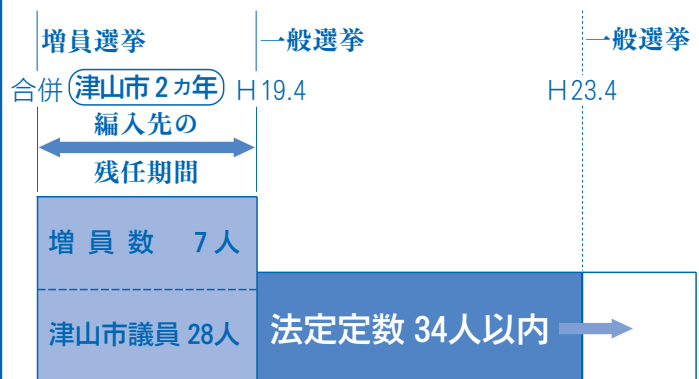 増員選挙
一般選挙
一般選挙
合併 津山市2ヵ年 H19.4
H23.4
編入先の
残任期間
増員数 7人
津山市議員 28人
法定定数 34人以内